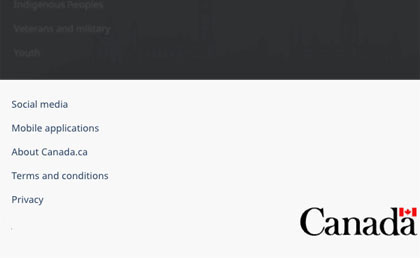 Indigenous Peoples
Veterans and military
Youth
Social media
Mobile applications
About Canada.ca
Terms and conditions
Privacy
Canada